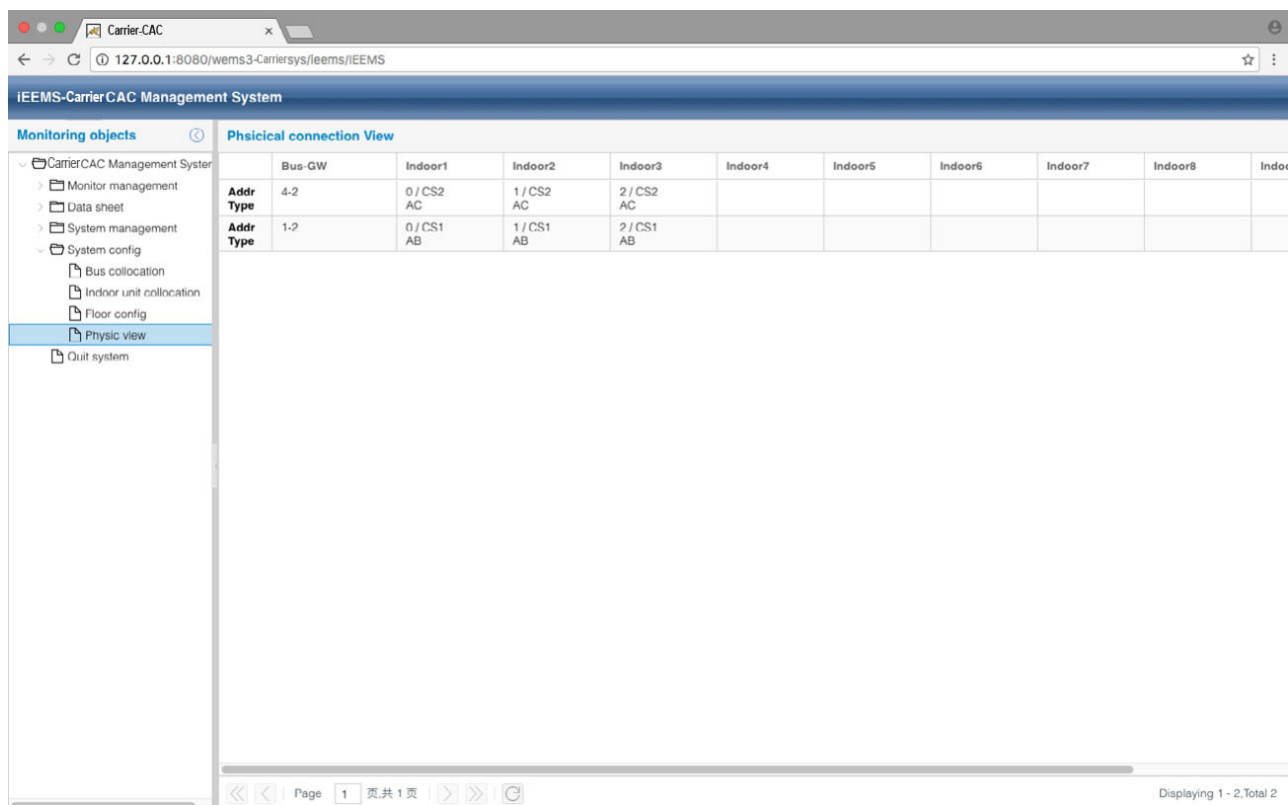 Carrier-CAC
127.0.0.1:8080/wems3-Carriersys/ieems/IEEMS
iEEMS-Carrier CAC Management System
Monitoring objects
Phsicical connection View
CarrierCAC Management Syster
Monitor management
Data sheet
System management
System config
Bus collocation
Indoor unit collocation
Floor config
Physic view
Quit system
Bus-GW Indoor1 Indoor2 Indoor3 Indoor4 Indoor5 Indoor6 Indoor7 Indoor8 Indoo
Addr 4-2 0 / CS2 1 / CS2 2 / CS2
Type AC AC AC
Addr 1-2 0 / CS1 1 / CS1 2 / CS1
Type AB AB AB
Page 1 页,共 1 页 Displaying 1 - 2,Total 2